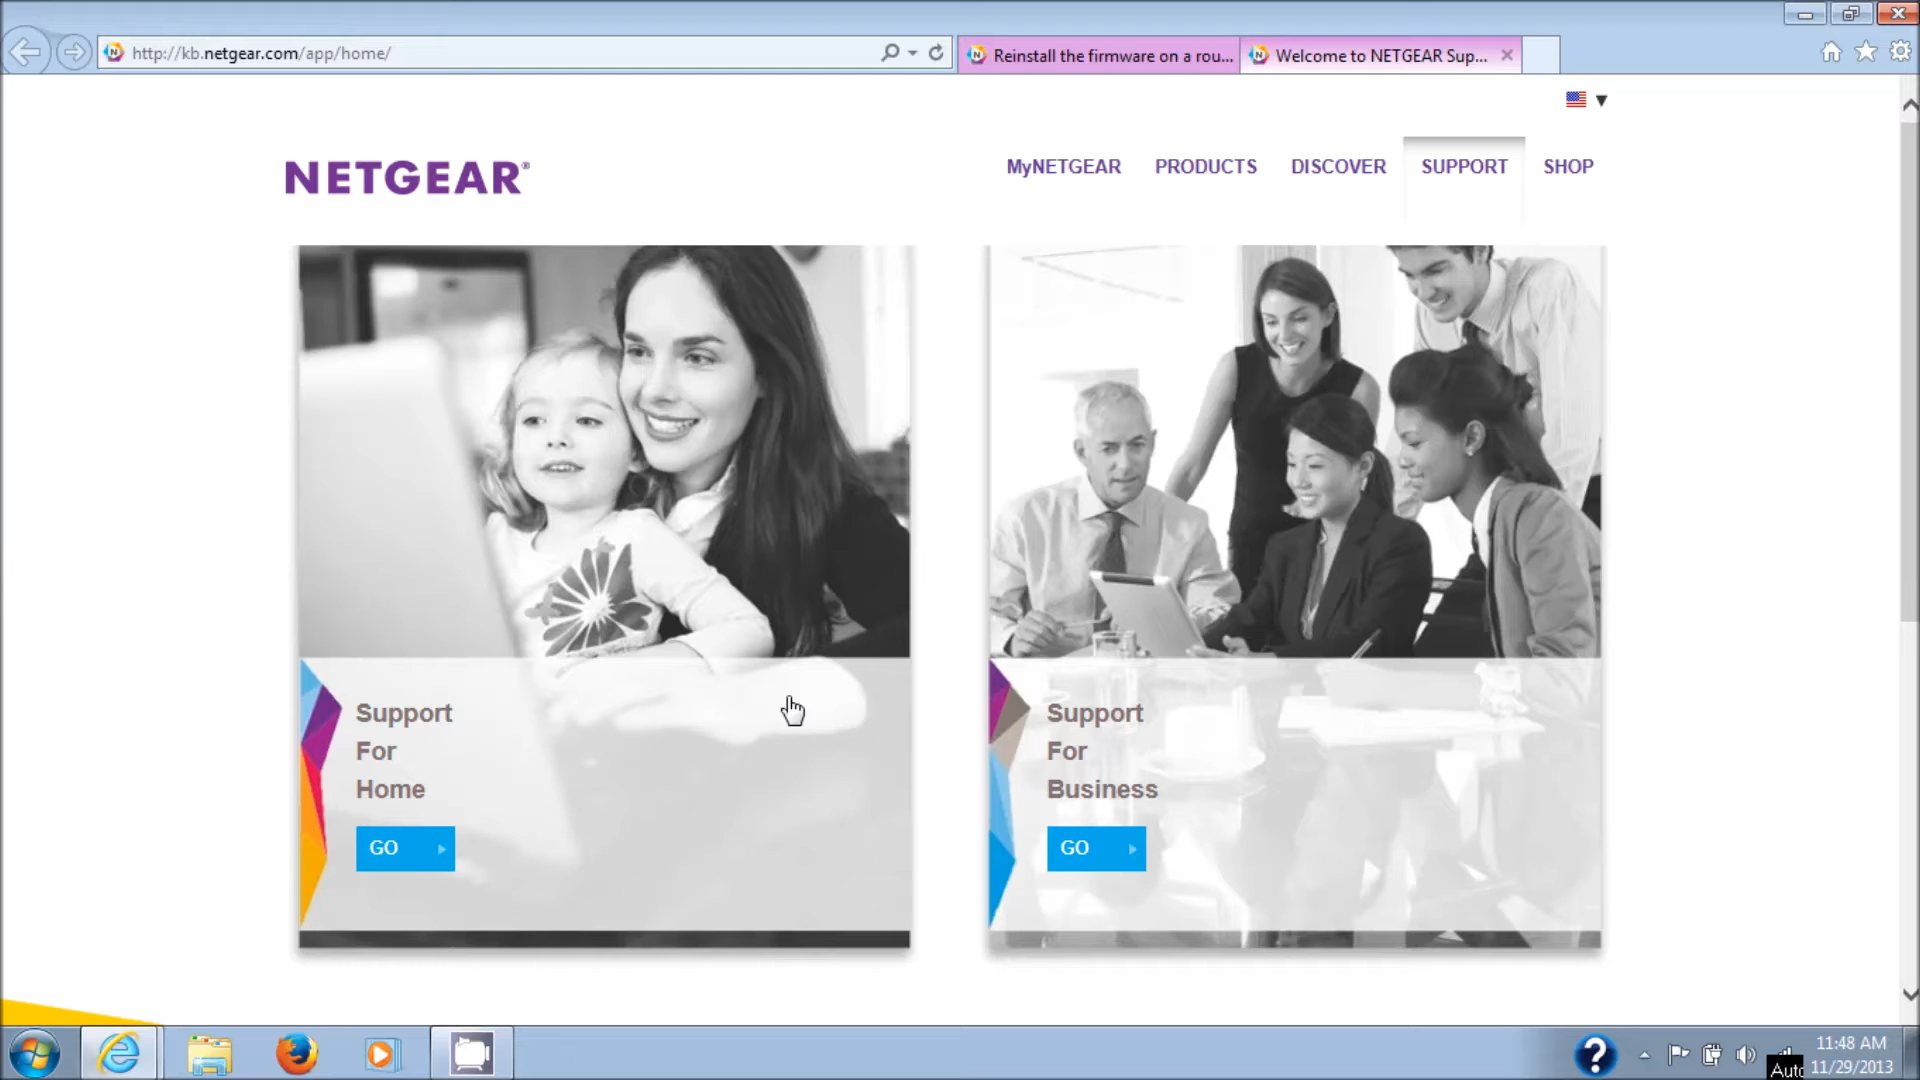 http://kb.netgear.com/app/home/
Reinstall the firmware on a rou...
Welcome to NETGEAR Sup...
NETGEAR®
MyNETGEAR
PRODUCTS
DISCOVER
SUPPORT
SHOP
Support
For
Home
GO
Support
For
Business
GO
?
11:48 AM
11/29/2013
Auto